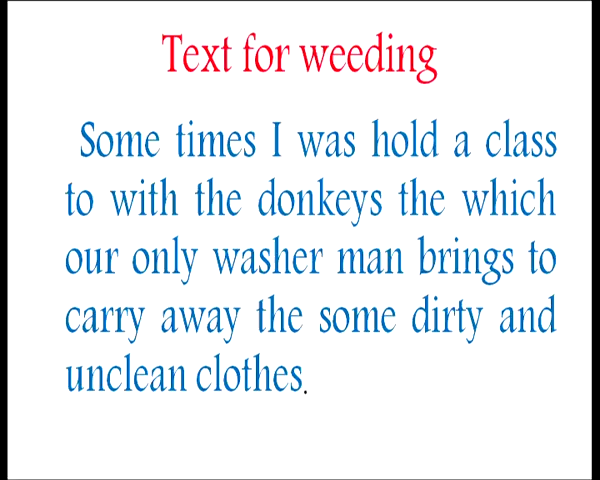 Text for weeding
Some times I was hold a class
to with the donkeys the which
our only washer man brings to
carry away the some dirty and
unclean clothes.